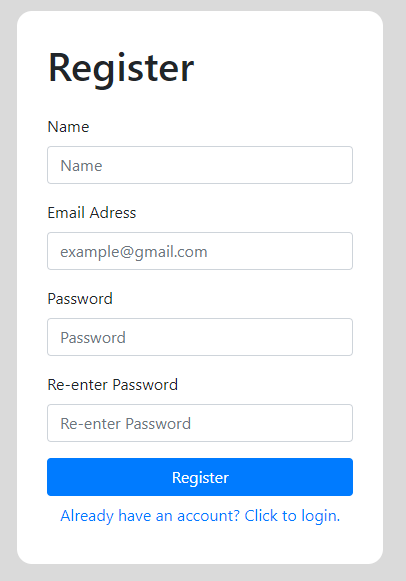 Register
Name
Name
Email Adress
example@gmail.com
Password
Password
Re-enter Password
Re-enter Password
Register
Already have an account? Click to login.